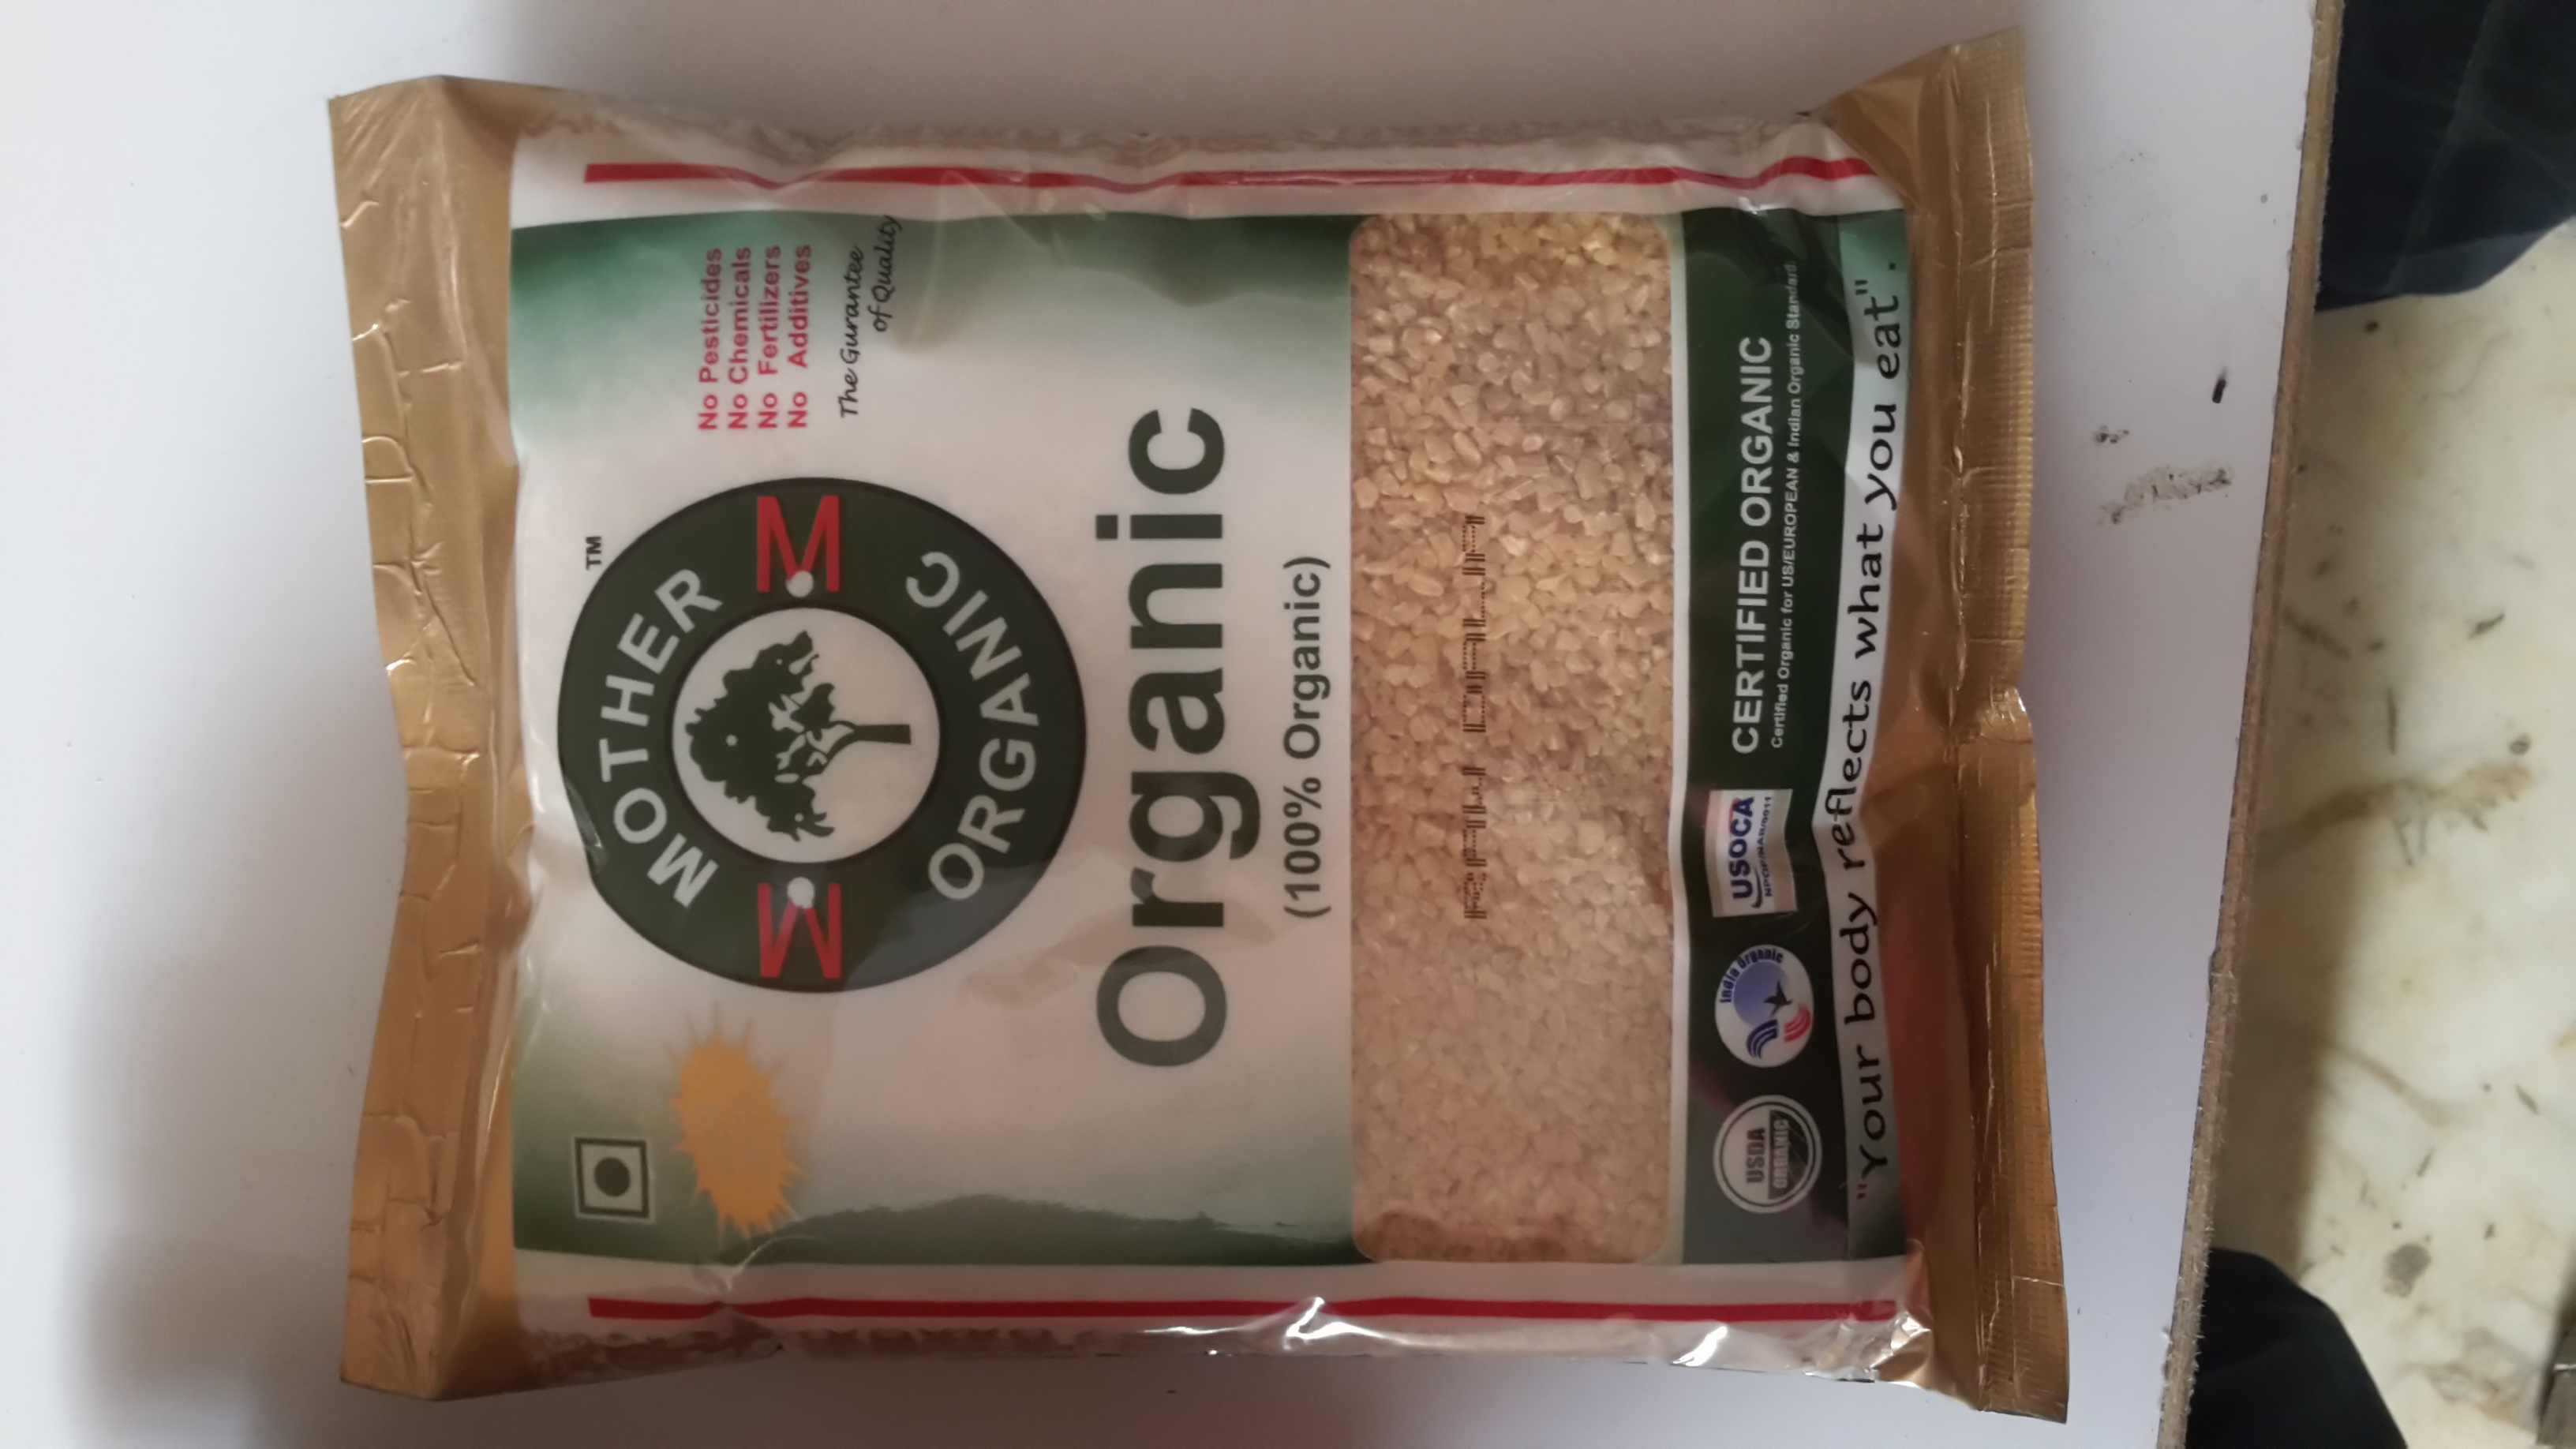 MOTHER
TM
M M
ORGANIC
No Pesticides
No Chemicals
No Fertilizers
No Additives
The Gurantee
of Quality
Organic
(100% Organic)
RAW DALIA
USDA
ORGANIC
India Organic
USOCA
CERTIFIED ORGANIC
Certified Organic for US/EUROPEAN & Indian Organic Standard.
"Your body reflects what you eat".